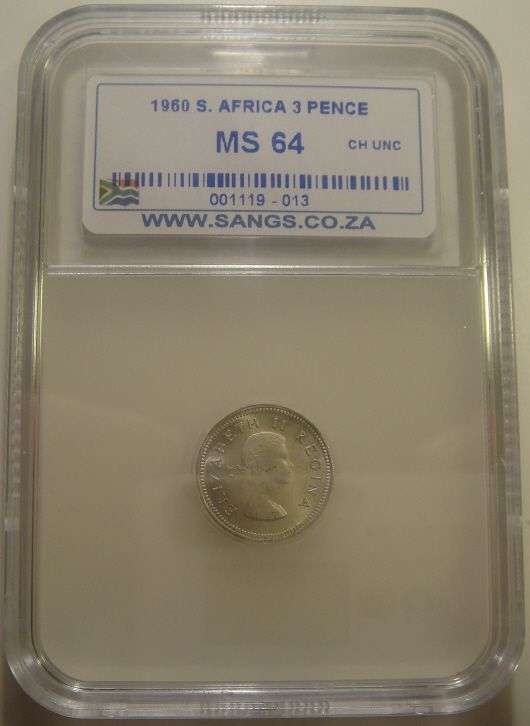 1960 S. AFRICA 3 PENCE
MS 64 CH UNC
001119 - 013
WWW.SANGS.CO.ZA
ELIZABETH II REGINA